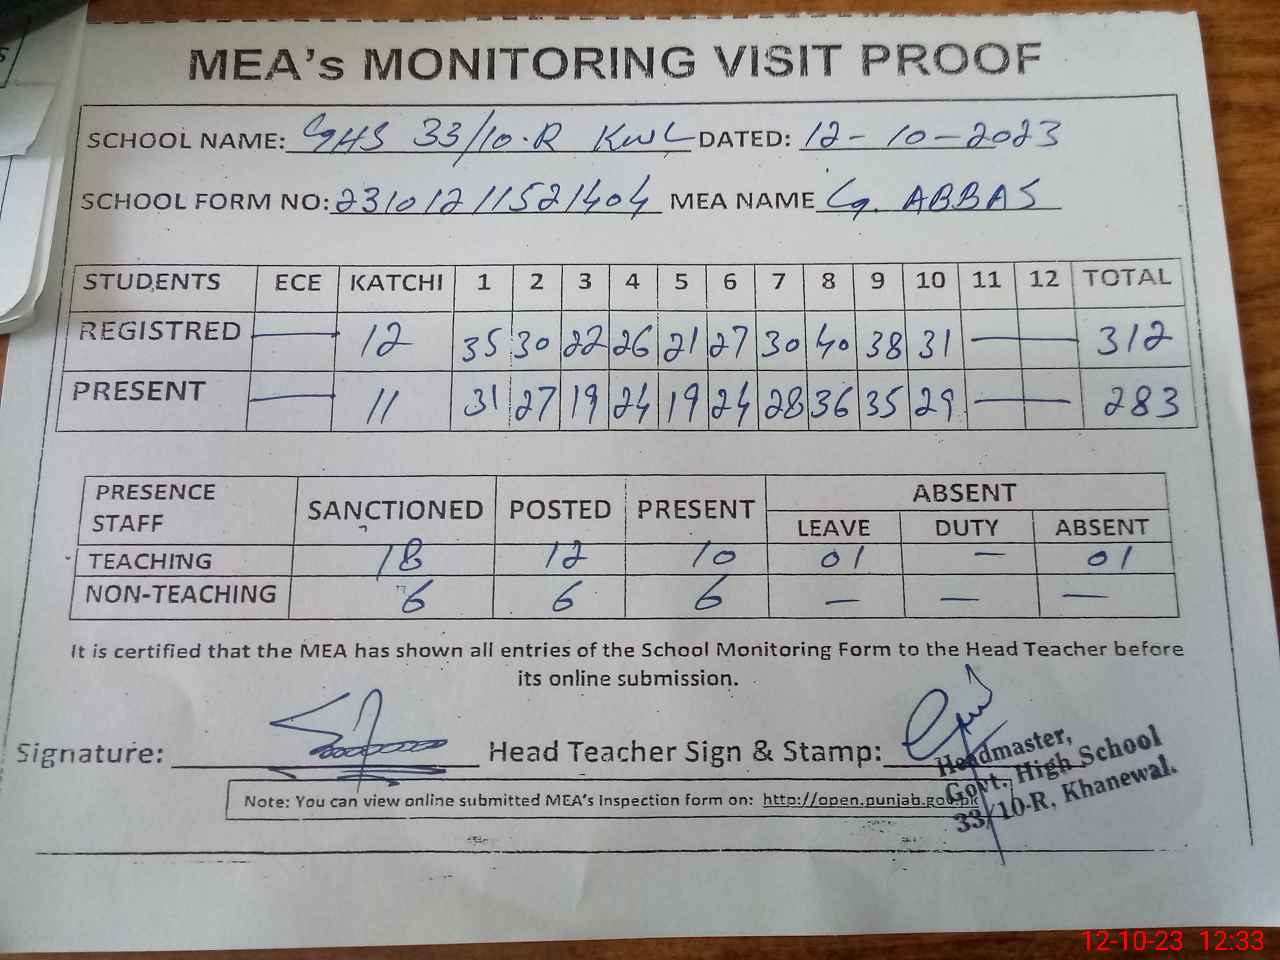 MEA's MONITORING VISIT PROOF
SCHOOL NAME: GHS 33/10-R KWL DATED: 12-10-2023
SCHOOL FORM NO: 23101211521404 MEA NAME G. ABBAS
STUDENTS ECE KATCHI 1 2 3 4 5 6 7 8 9 10 11 12 TOTAL
REGISTRED — 12 35 30 22 26 21 27 30 40 38 31 — 312
PRESENT — 11 31 27 19 24 19 24 28 36 35 29 — 283
PRESENCE STAFF SANCTIONED POSTED PRESENT ABSENT
LEAVE DUTY ABSENT
TEACHING 18 12 10 01 — 01
NON-TEACHING 6 6 6 — — —
It is certified that the MEA has shown all entries of the School Monitoring Form to the Head Teacher before
its online submission.
Signature: Head Teacher Sign & Stamp:
Headmaster,
Govt. High School
33/10-R, Khanewal.
Note: You can view online submitted MEA's Inspection form on: http://open.punjab.gov.pk
12-10-23 12:33